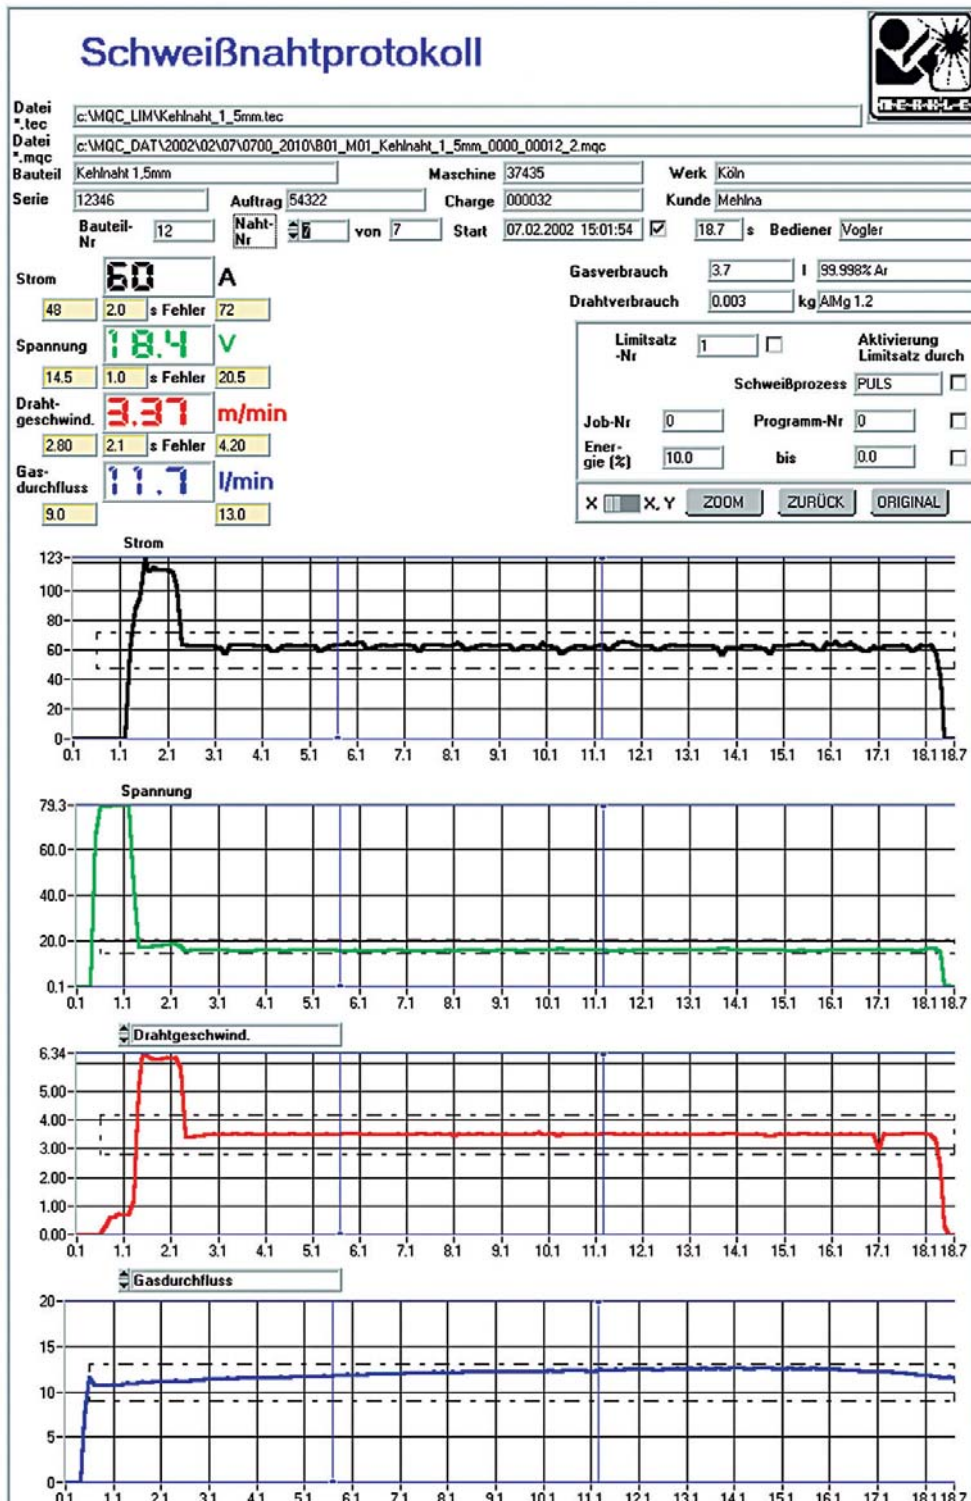 Schweißnahtprotokoll
MERKLE
Datei *.tec c:\MQC_LIM\Kehlnaht_1_5mm.tec
Datei *.mqc c:\MQC_DAT\2002\02\07\0700_2010\B01_M01_Kehlnaht_1_5mm_0000_00012_2.mqc
Bauteil Kehlnaht 1,5mm Maschine 37435 Werk Köln
Serie 12346 Auftrag 54322 Charge 000032 Kunde Mehlna
Bauteil-Nr 12 Naht-Nr 7 von 7 Start 07.02.2002 15:01:54 18.7 s Bediener Vogler
Strom 60 A
48 2.0 s Fehler 72
Spannung 18.4 V
14.5 1.0 s Fehler 20.5
Draht-geschwind. 3.37 m/min
2.80 2.1 s Fehler 4.20
Gas-durchfluss 11.7 l/min
9.0 13.0
Gasverbrauch 3.7 l 99.998% Ar
Drahtverbrauch 0.003 kg AlMg 1.2
Limitsatz -Nr 1 Aktivierung Limitsatz durch
Schweißprozess PULS
Job-Nr 0 Programm-Nr 0
Ener-gie (%) 10.0 bis 0.0
X X, Y ZOOM ZURÜCK ORIGINAL
Strom
123
100
80
60
40
20
0
0.1 1.1 2.1 3.1 4.1 5.1 6.1 7.1 8.1 9.1 10.1 11.1 12.1 13.1 14.1 15.1 16.1 17.1 18.1 18.7
Spannung
79.3
60.0
40.0
20.0
0.1
0.1 1.1 2.1 3.1 4.1 5.1 6.1 7.1 8.1 9.1 10.1 11.1 12.1 13.1 14.1 15.1 16.1 17.1 18.1 18.7
Drahtgeschwind.
6.34
5.00
4.00
3.00
2.00
1.00
0.00
0.1 1.1 2.1 3.1 4.1 5.1 6.1 7.1 8.1 9.1 10.1 11.1 12.1 13.1 14.1 15.1 16.1 17.1 18.1 18.7
Gasdurchfluss
20
15
10
5
0
0.1 1.1 2.1 3.1 4.1 5.1 6.1 7.1 8.1 9.1 10.1 11.1 12.1 13.1 14.1 15.1 16.1 17.1 18.1 18.7